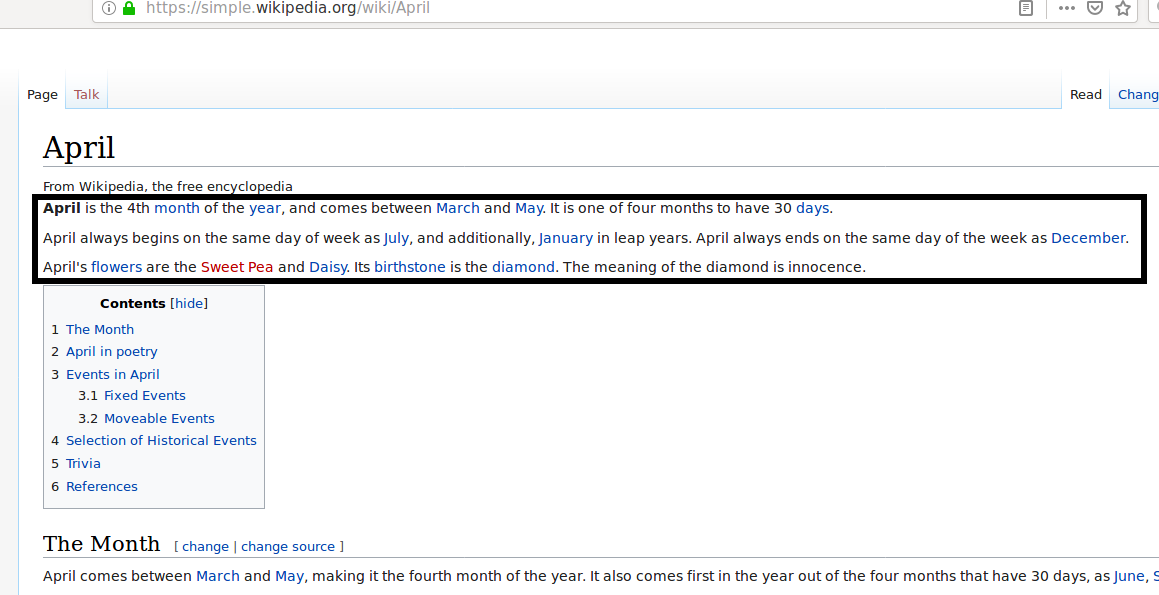 https://simple.wikipedia.org/wiki/April
Page Talk Read Chang
April
From Wikipedia, the free encyclopedia
April is the 4th month of the year, and comes between March and May. It is one of four months to have 30 days.
April always begins on the same day of week as July, and additionally, January in leap years. April always ends on the same day of the week as December.
April's flowers are the Sweet Pea and Daisy. Its birthstone is the diamond. The meaning of the diamond is innocence.
Contents [hide]
1 The Month
2 April in poetry
3 Events in April
3.1 Fixed Events
3.2 Moveable Events
4 Selection of Historical Events
5 Trivia
6 References
The Month [ change | change source ]
April comes between March and May, making it the fourth month of the year. It also comes first in the year out of the four months that have 30 days, as June, S